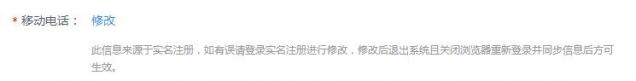 * 移动电话： 修改
此信息来源于实名注册，如有误请登录实名注册进行修改，修改后退出系统且关闭浏览器重新登录并同步信息后方可
生效。